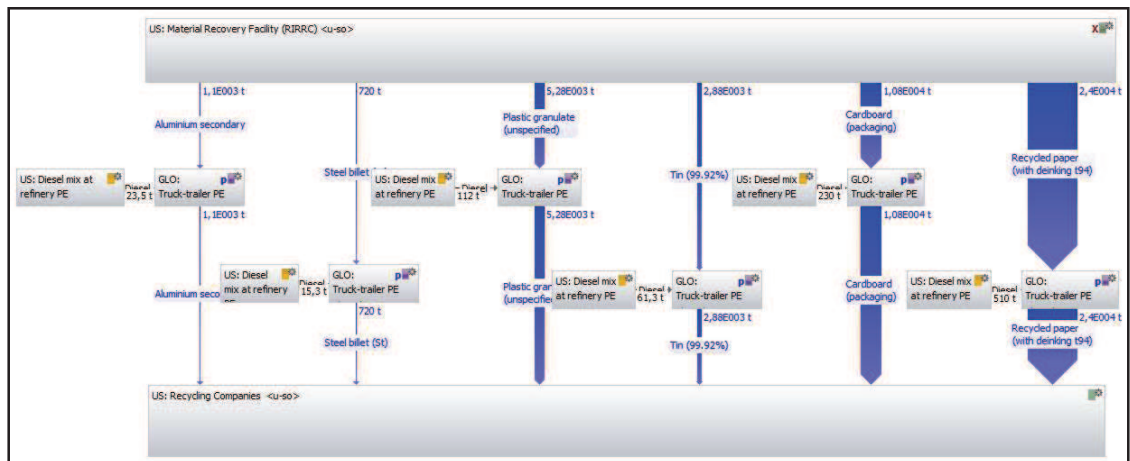 US: Material Recovery Facility (RIRRC) <u-so>
X
1,1E003 t
720 t
5,28E003 t
2,88E003 t
1,08E004 t
2,4E004 t
Aluminium secondary
Plastic granulate
(unspecified)
Cardboard
(packaging)
Recycled paper
(with deinking t94)
US: Diesel mix at
refinery PE
Diesel
23,5 t
GLO:
p
Truck-trailer PE
Steel billet
US: Diesel mix
at refinery PE
Diesel
112 t
GLO:
p
Truck-trailer PE
Tin (99.92%)
US: Diesel mix
at refinery PE
Diesel
230 t
GLO:
p
Truck-trailer PE
1,1E003 t
5,28E003 t
1,08E004 t
Aluminium seco
US: Diesel
mix at refinery
PE
Diesel
15,3 t
GLO:
p
Truck-trailer PE
Plastic gran
(unspecified
US: Diesel mix
at refinery PE
Diesel
61,3 t
GLO:
p
Truck-trailer PE
Cardboard
(packaging)
US: Diesel mix
at refinery PE
Diesel
510 t
GLO:
p
Truck-trailer PE
720 t
2,88E003 t
2,4E004 t
Steel billet (St)
Tin (99.92%)
Recycled paper
(with deinking t94)
US: Recycling Companies <u-so>